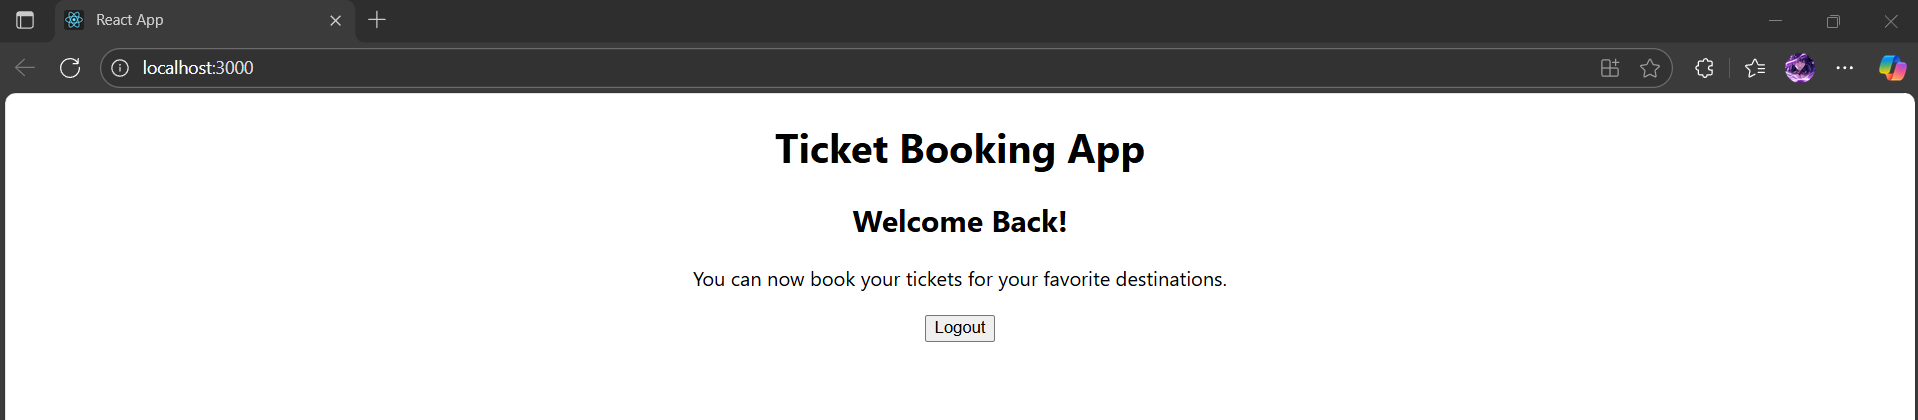 React App
localhost:3000
Ticket Booking App
Welcome Back!
You can now book your tickets for your favorite destinations.
Logout